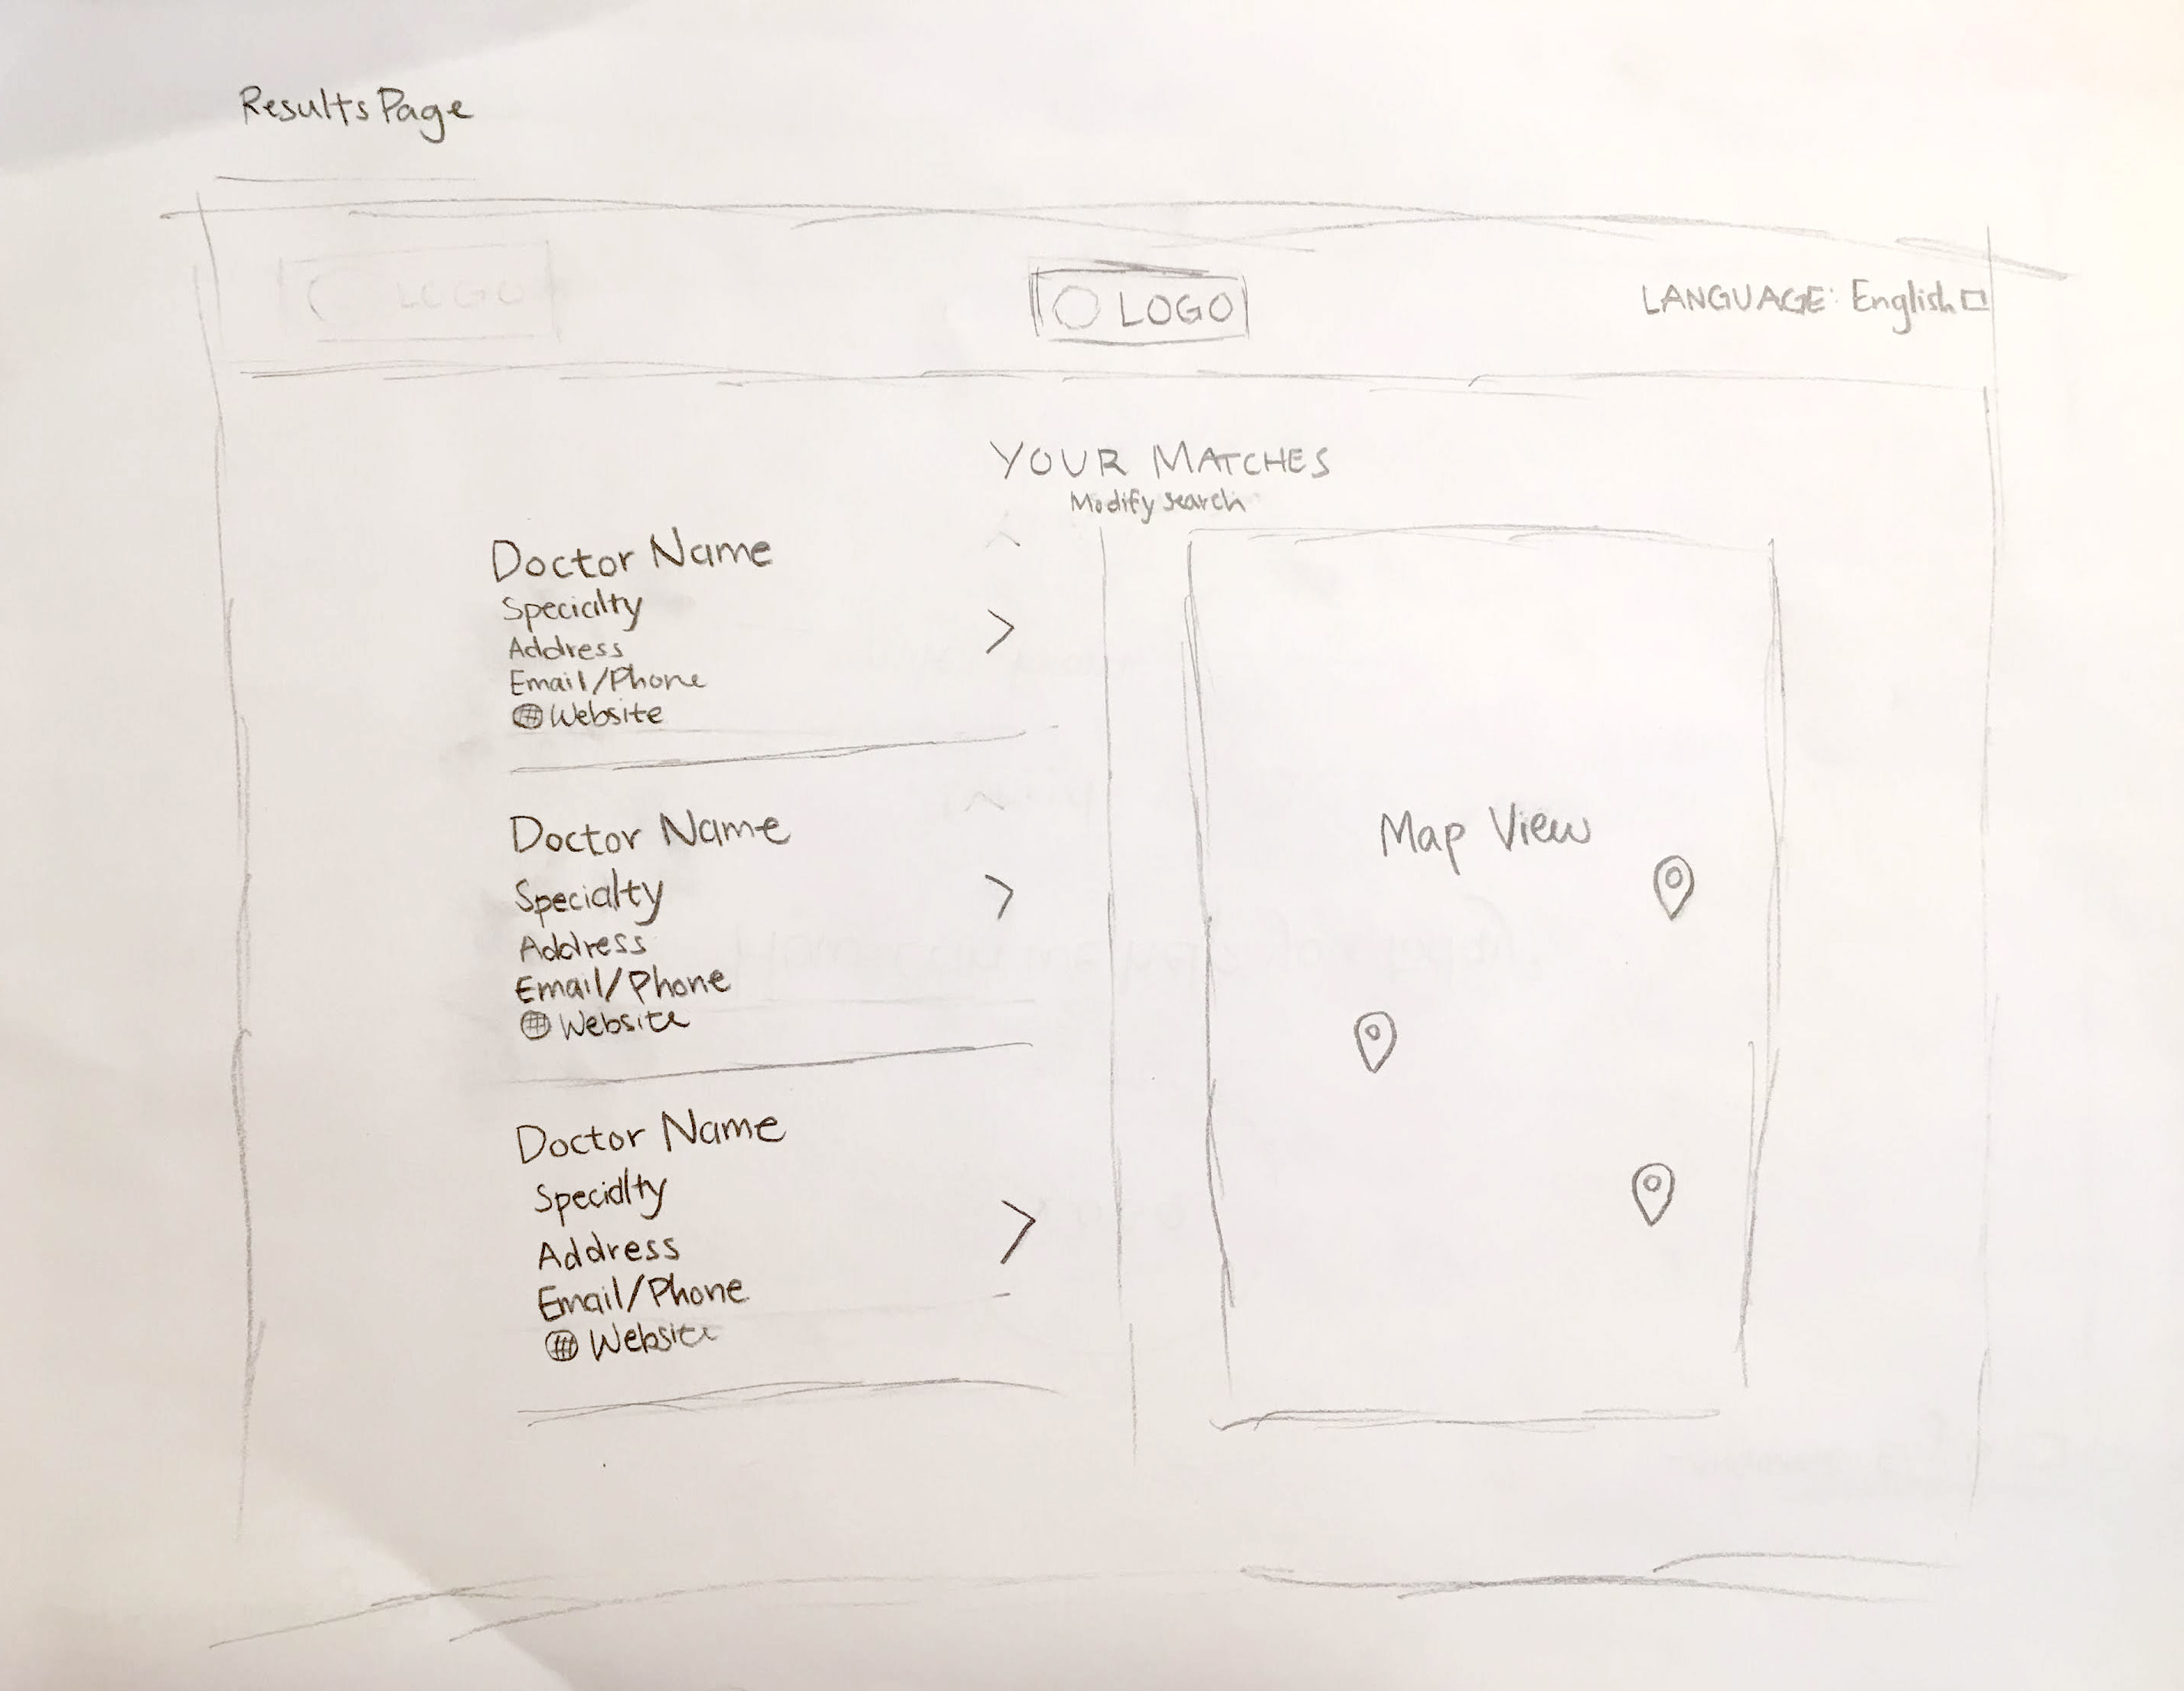 Results Page
LOGO
LOGO
LANGUAGE: English
YOUR MATCHES
Modify search
Doctor Name
Specialty
Address
Email/Phone
Website
Doctor Name
Specialty
Address
Email/Phone
Website
Doctor Name
Specialty
Address
Email/Phone
Website
Map View